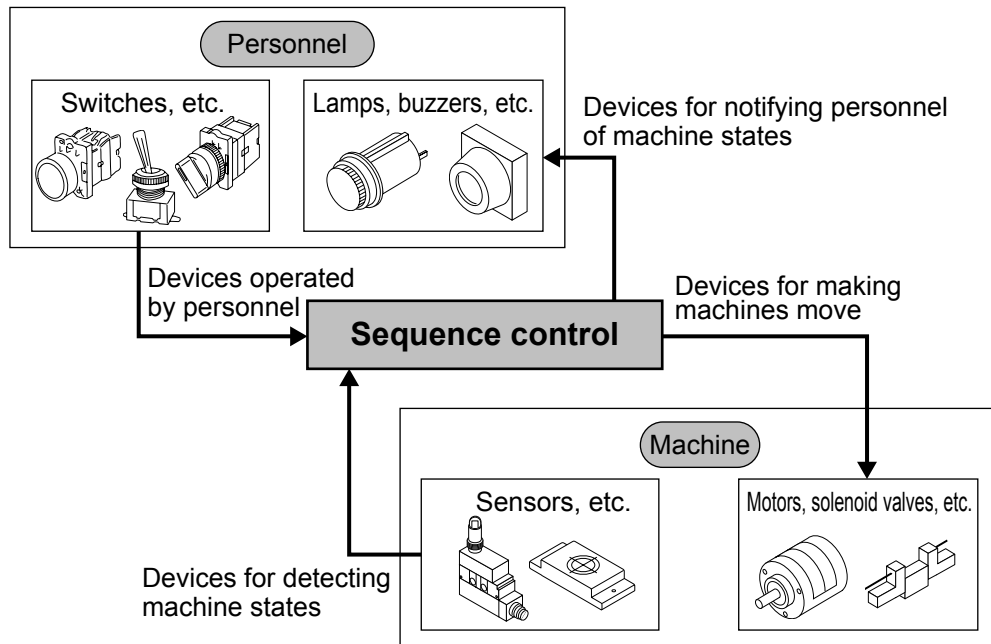 Personnel
Switches, etc.
Lamps, buzzers, etc.
Devices for notifying personnel
of machine states
Devices operated
by personnel
Devices for making
machines move
Sequence control
Machine
Sensors, etc.
Motors, solenoid valves, etc.
Devices for detecting
machine states